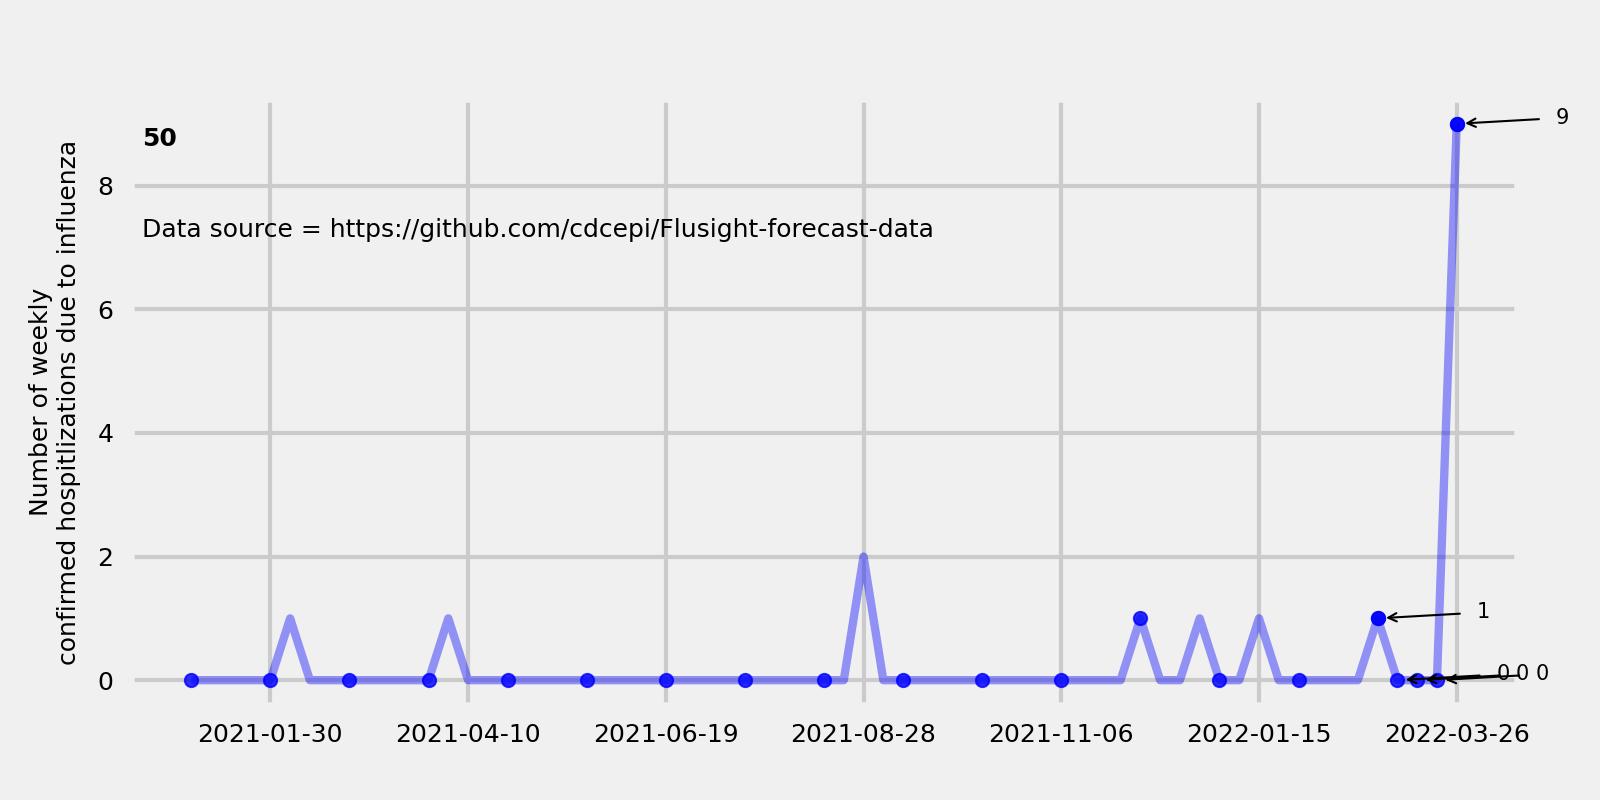 50
Data source = https://github.com/cdcepi/Flusight-forecast-data
Number of weekly
confirmed hospitlizations due to influenza
8
6
4
2
0
9
1
0 0 0
2021-01-30 2021-04-10 2021-06-19 2021-08-28 2021-11-06 2022-01-15 2022-03-26